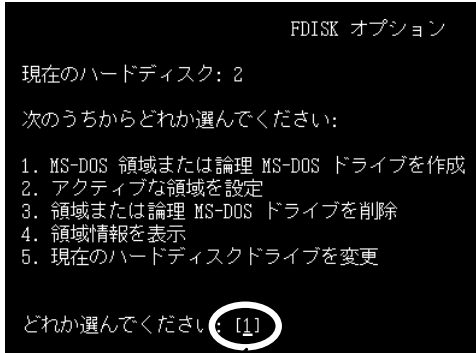 FDISK オプション
現在のハードディスク: 2
次のうちからどれか選んでください:
1. MS-DOS 領域または論理 MS-DOS ドライブを作成
2. アクティブな領域を設定
3. 領域または論理 MS-DOS ドライブを削除
4. 領域情報を表示
5. 現在のハードディスクドライブを変更
どれか選んでください: [1]